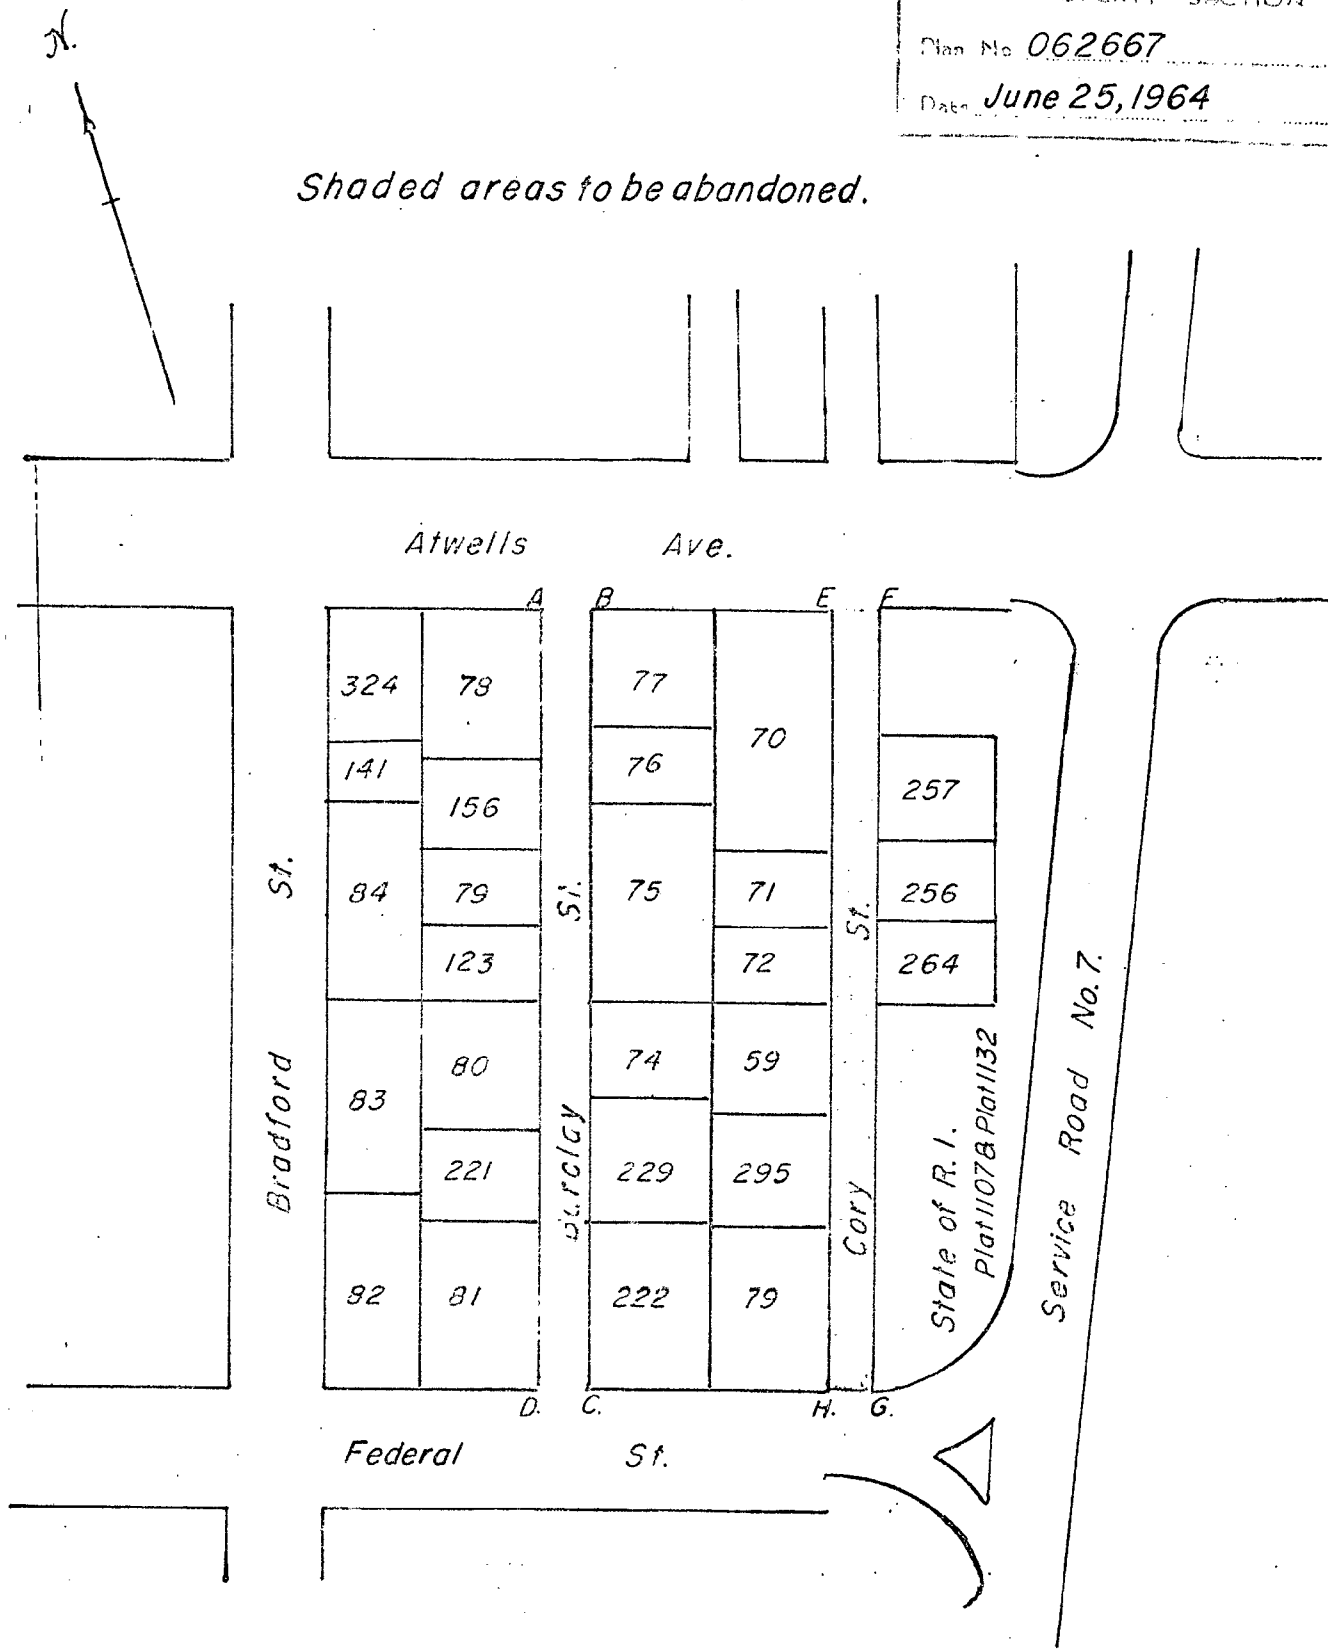 N.
SECTION
Plan No 062667
Date June 25, 1964
Shaded areas to be abandoned.
Atwells Ave.
A B E F
324 78 77 70
141 156 76 257
84 79 75 71 256
123 72 264
83 80 74 59
221 229 295
82 81 222 79
Bradford St.
Barclay St.
Cory St.
State of R.I.
Plat 1107 & Plat 1132
Service Road No. 7.
D. C. H. G.
Federal St.